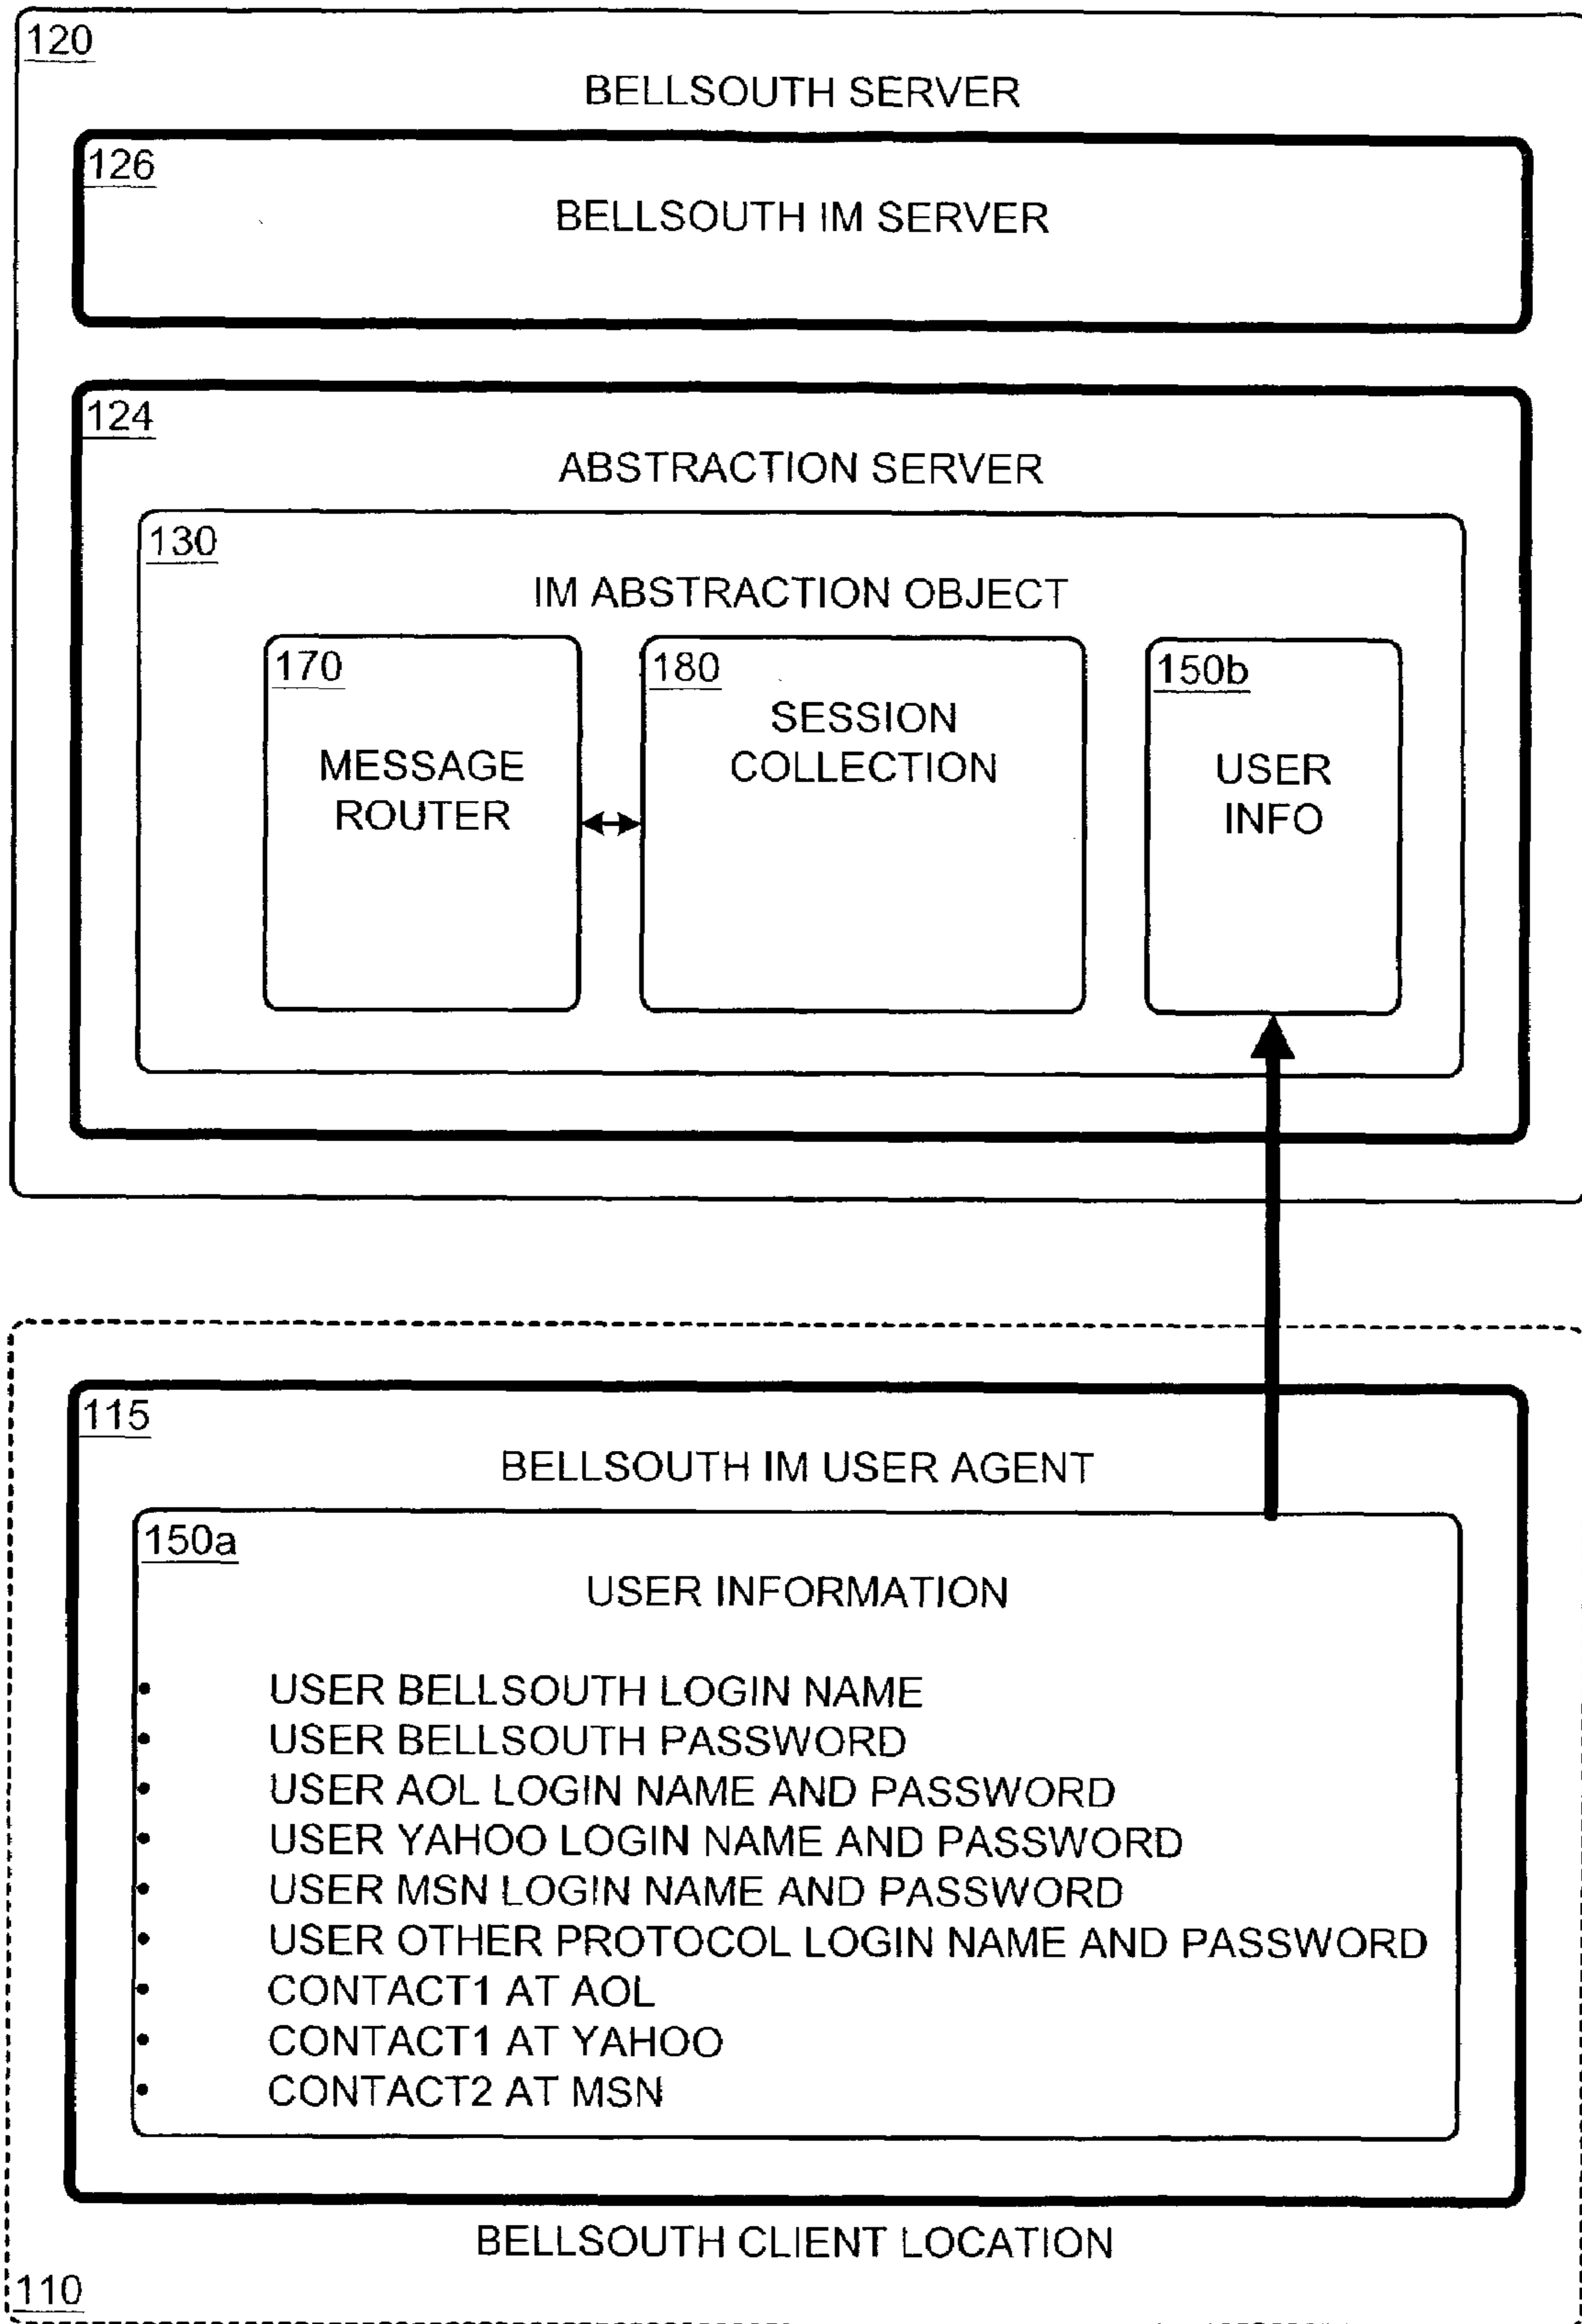 120
BELLSOUTH SERVER
126
BELLSOUTH IM SERVER
124
ABSTRACTION SERVER
130
IM ABSTRACTION OBJECT
170
MESSAGE
ROUTER
180
SESSION
COLLECTION
150b
USER
INFO
115
BELLSOUTH IM USER AGENT
150a
USER INFORMATION
• USER BELLSOUTH LOGIN NAME
• USER BELLSOUTH PASSWORD
• USER AOL LOGIN NAME AND PASSWORD
• USER YAHOO LOGIN NAME AND PASSWORD
• USER MSN LOGIN NAME AND PASSWORD
• USER OTHER PROTOCOL LOGIN NAME AND PASSWORD
• CONTACT1 AT AOL
• CONTACT1 AT YAHOO
• CONTACT2 AT MSN
BELLSOUTH CLIENT LOCATION
110